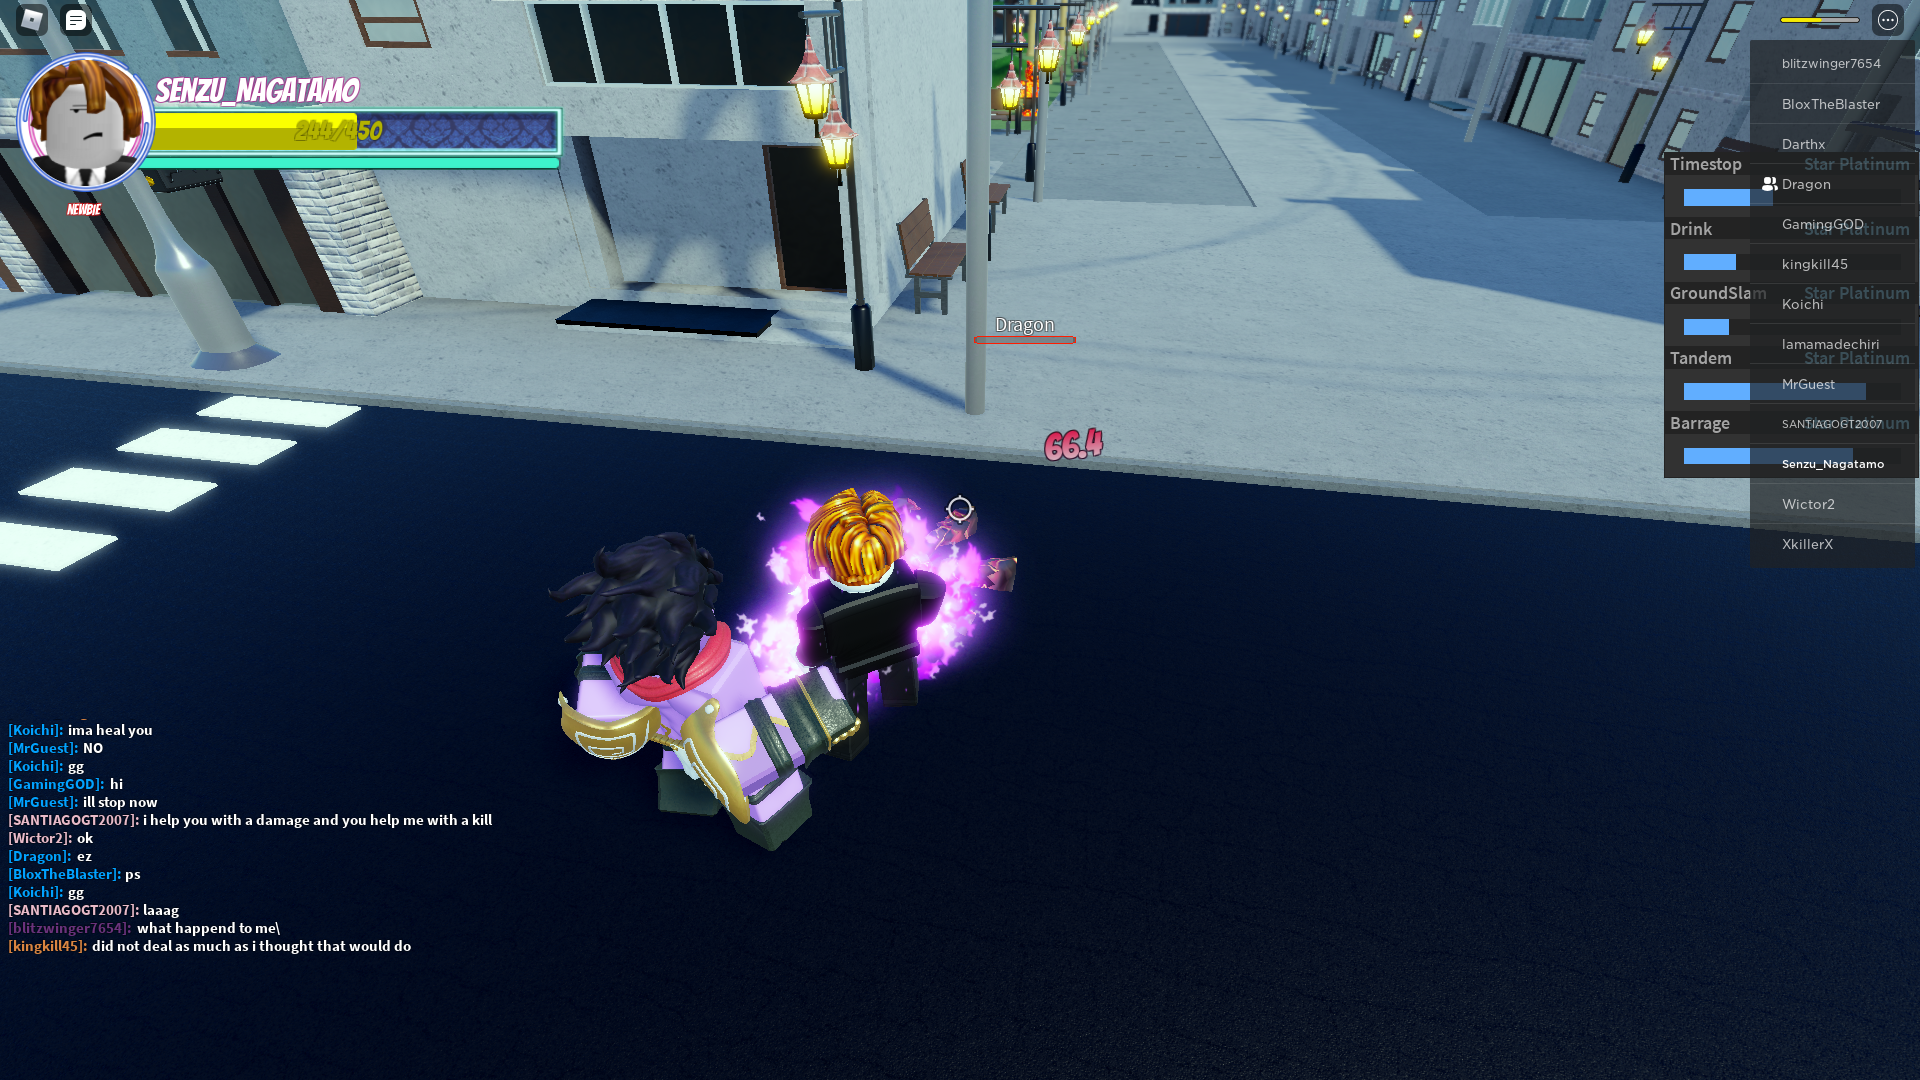 SENZU_NAGATAMO
244/450
NEWBIE
blitzwinger7654
BloxTheBlaster
Darthx
Dragon
GamingGOD
kingkill45
Koichi
lamamadechiri
MrGuest
SANTIAGOGT2007
Senzu_Nagatamo
Wictor2
XkillerX
Timestop Star Platinum
Drink Star Platinum
GroundSlam Star Platinum
Tandem Star Platinum
Barrage Star Platinum
Dragon
66.4
[Koichi]: ima heal you
[MrGuest]: NO
[Koichi]: gg
[GamingGOD]: hi
[MrGuest]: ill stop now
[SANTIAGOGT2007]: i help you with a damage and you help me with a kill
[Wictor2]: ok
[Dragon]: ez
[BloxTheBlaster]: ps
[Koichi]: gg
[SANTIAGOGT2007]: laaag
[blitzwinger7654]: what happend to me\
[kingkill45]: did not deal as much as i thought that would do